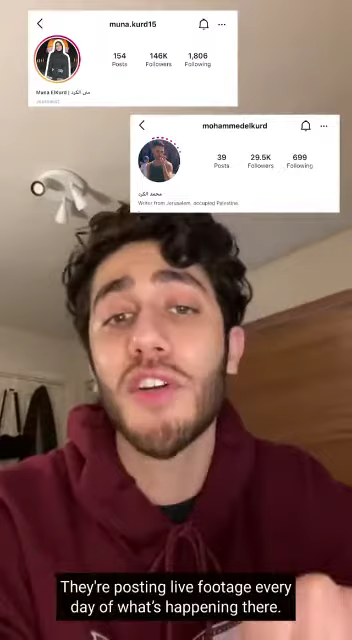 muna.kurd15
154 146K 1,806
Posts Followers Following
Muna ElKurd | منى الكرد
mohammedelkurd
39 29.5K 699
Posts Followers Following
محمد الكرد
Writer from Jerusalem, occupied Palestine
They're posting live footage every
day of what's happening there.